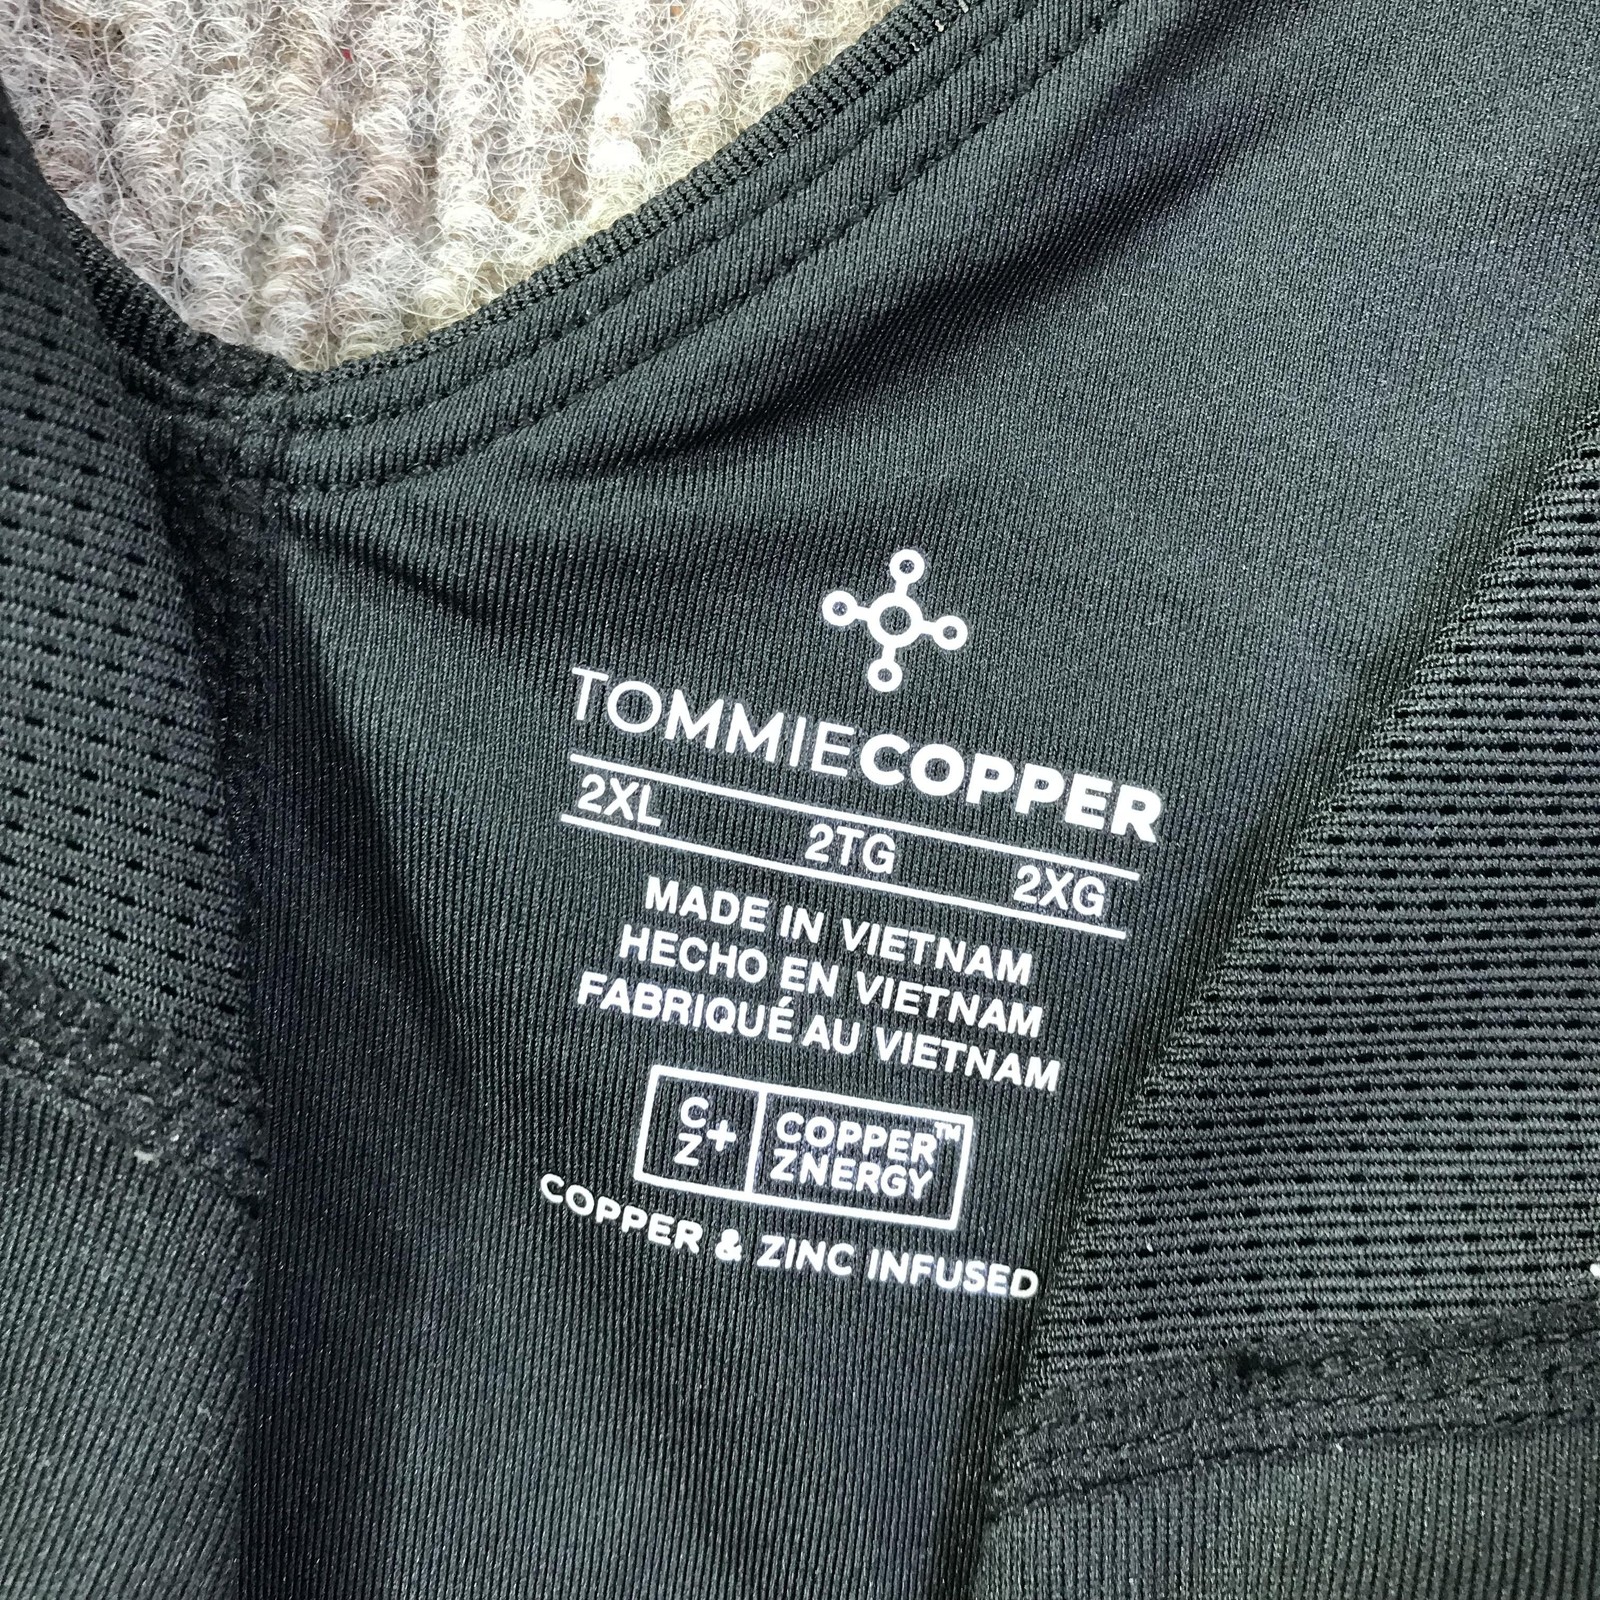 TOMMIECOPPER
2XL 2TG 2XG
MADE IN VIETNAM
HECHO EN VIETNAM
FABRIQUÉ AU VIETNAM
C
Z+
COPPER™
ZNERGY
COPPER & ZINC INFUSED